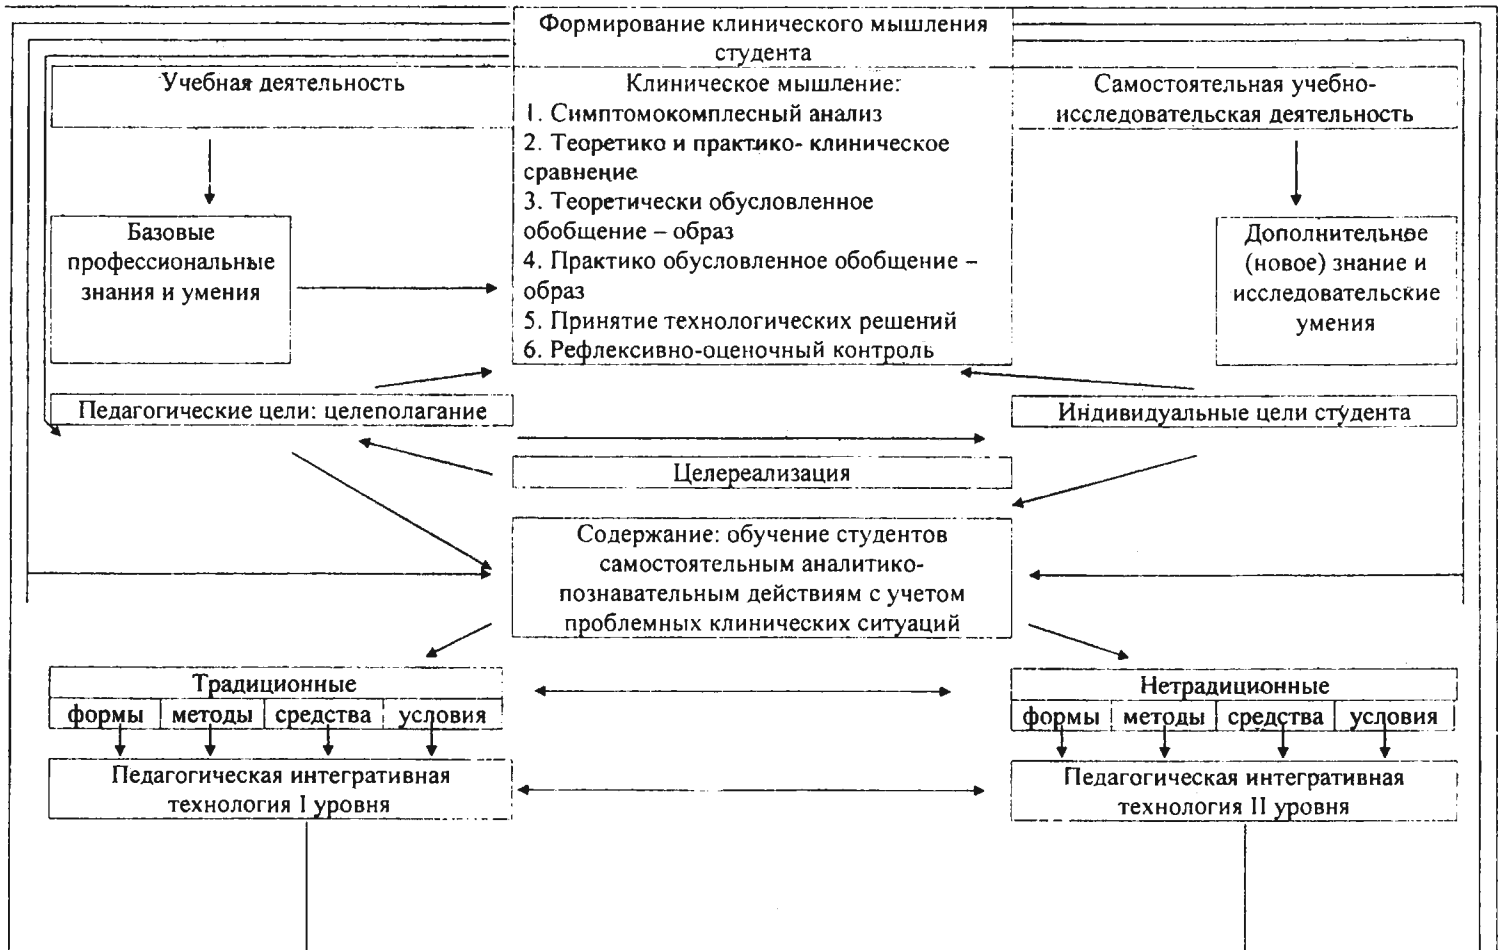 Формирование клинического мышления
студента
Учебная деятельность
Клиническое мышление:
1. Симптомокомплесный анализ
2. Теоретико и практико- клиническое
сравнение
3. Теоретически обусловленное
обобщение – образ
4. Практико обусловленное обобщение –
образ
5. Принятие технологических решений
6. Рефлексивно-оценочный контроль
Самостоятельная учебно-
исследовательская деятельность
Базовые
профессиональные
знания и умения
Дополнительное
(новое) знание и
исследовательские
умения
Педагогические цели: целеполагание
Индивидуальные цели студента
Целереализация
Содержание: обучение студентов
самостоятельным аналитико-
познавательным действиям с учетом
проблемных клинических ситуаций
Традиционные
формы методы средства условия
Нетрадиционные
формы методы средства условия
Педагогическая интегративная
технология I уровня
Педагогическая интегративная
технология II уровня